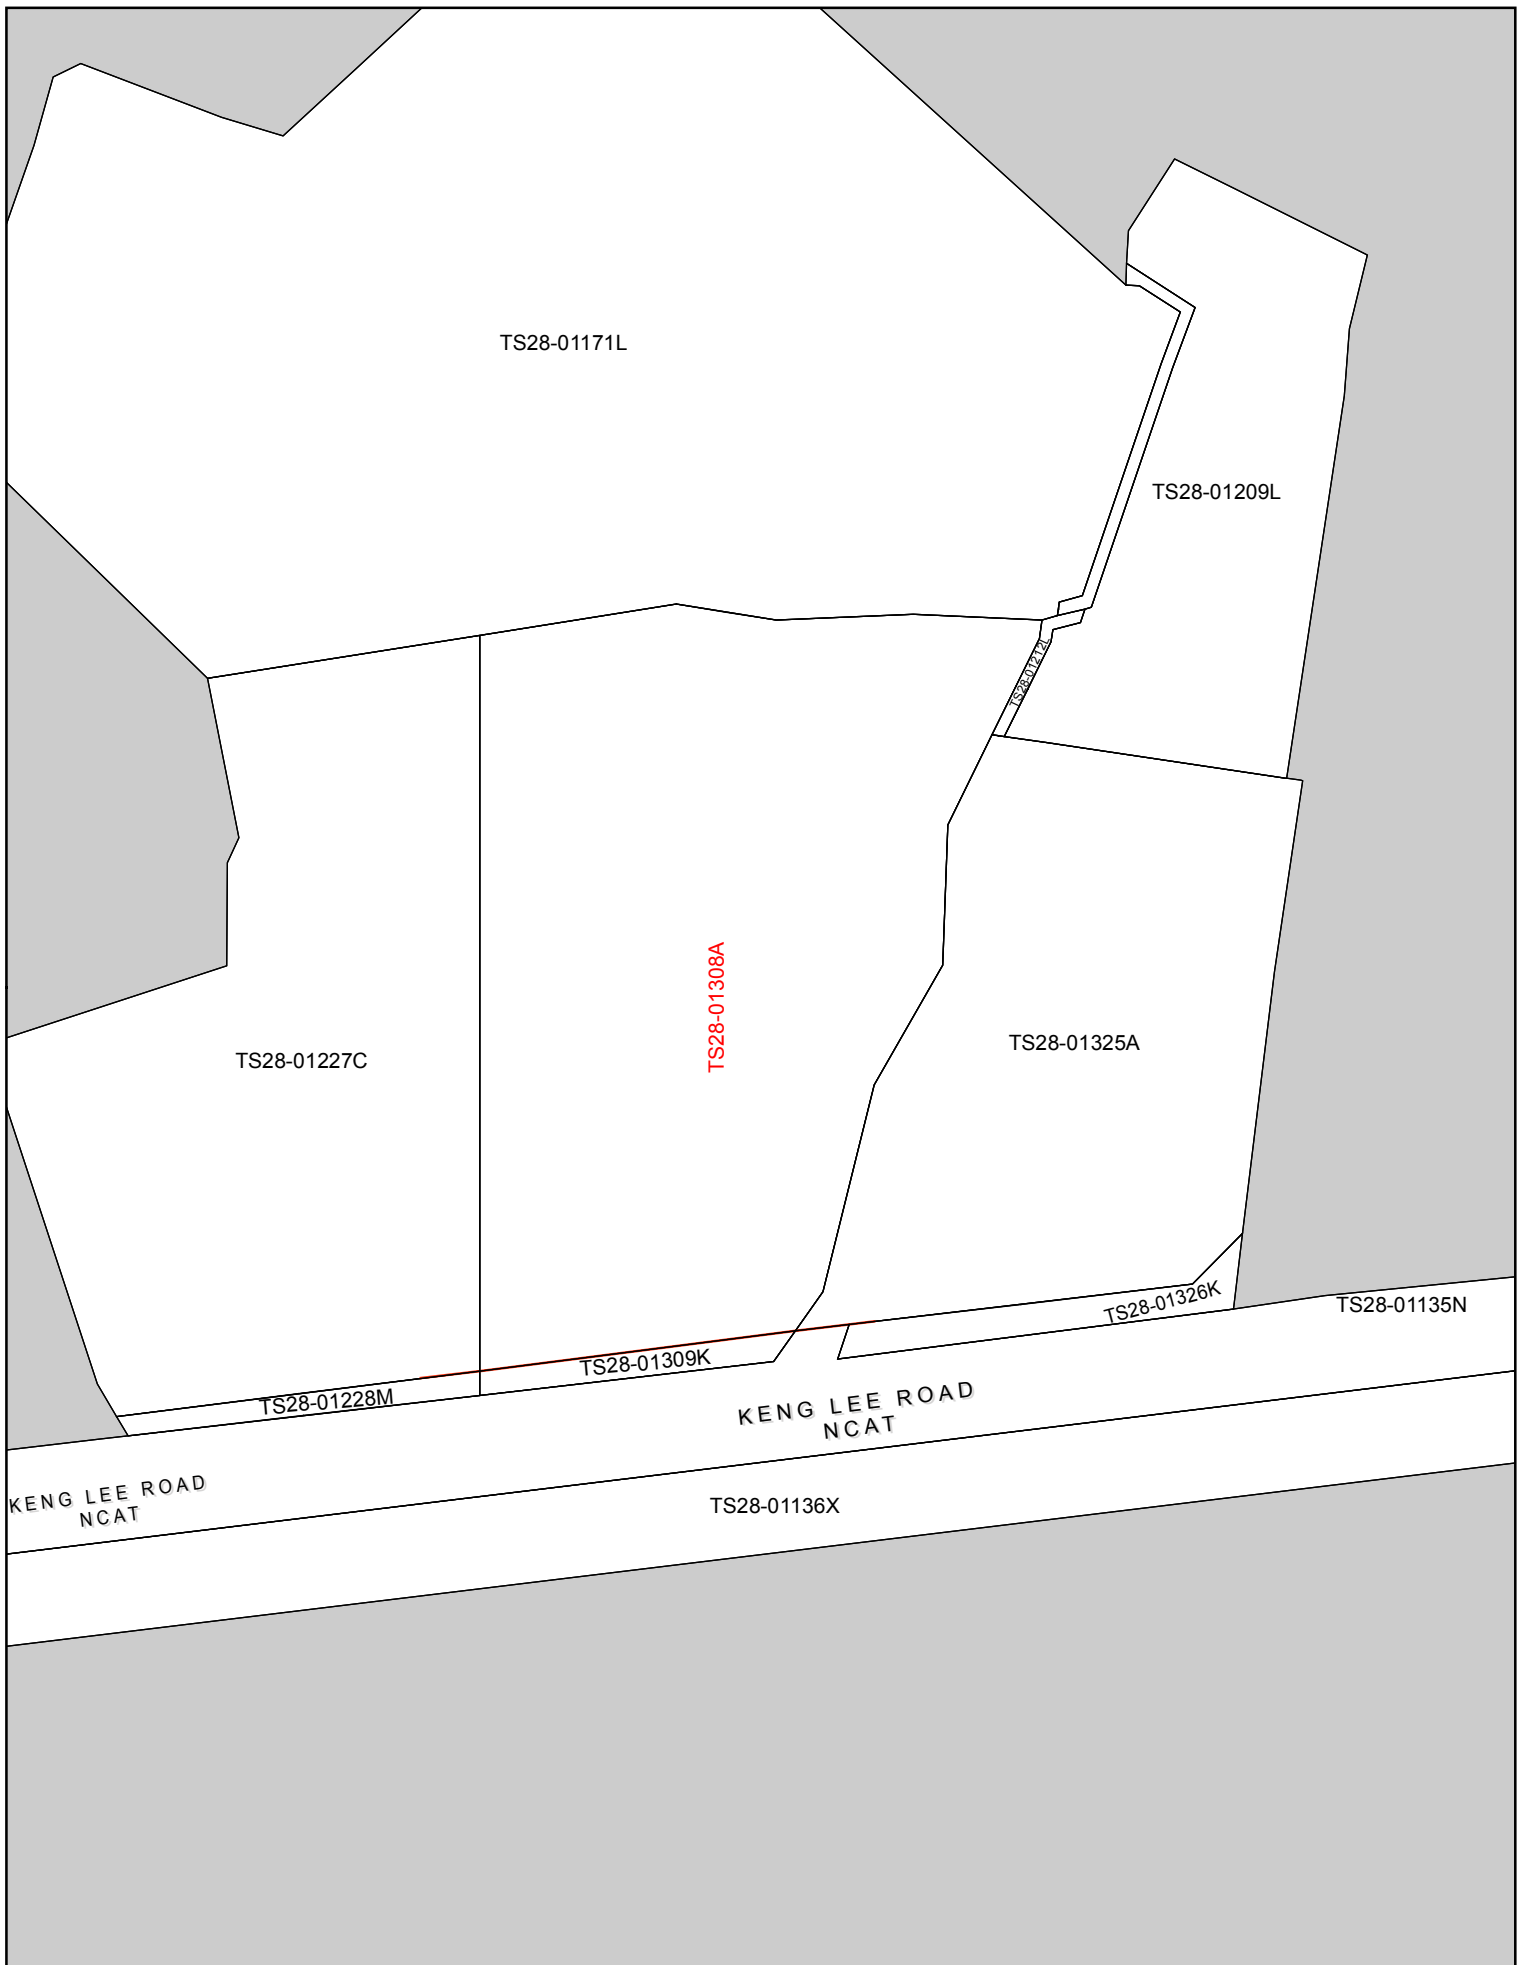 TS28-01171L
TS28-01209L
TS28-01212L
TS28-01308A
TS28-01325A
TS28-01227C
TS28-01326K
TS28-01135N
TS28-01309K
TS28-01228M
KENG LEE ROAD
NCAT
KENG LEE ROAD
NCAT
TS28-01136X